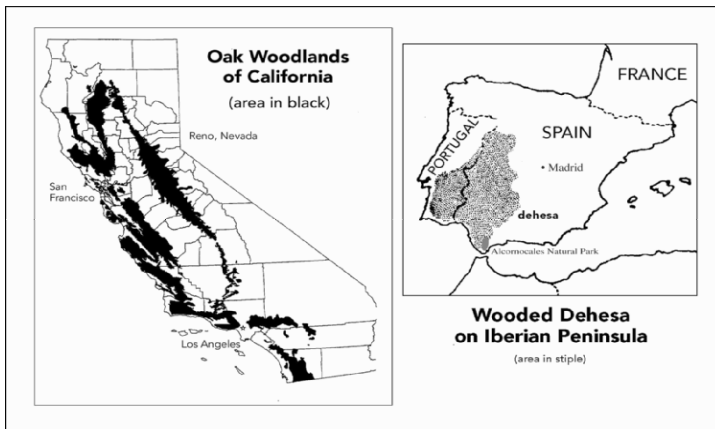 Oak Woodlands
of California
(area in black)
Reno, Nevada
San
Francisco
Los Angeles
FRANCE
SPAIN
PORTUGAL
Madrid
dehesa
Alcornocales Natural Park
Wooded Dehesa
on Iberian Peninsula
(area in stiple)